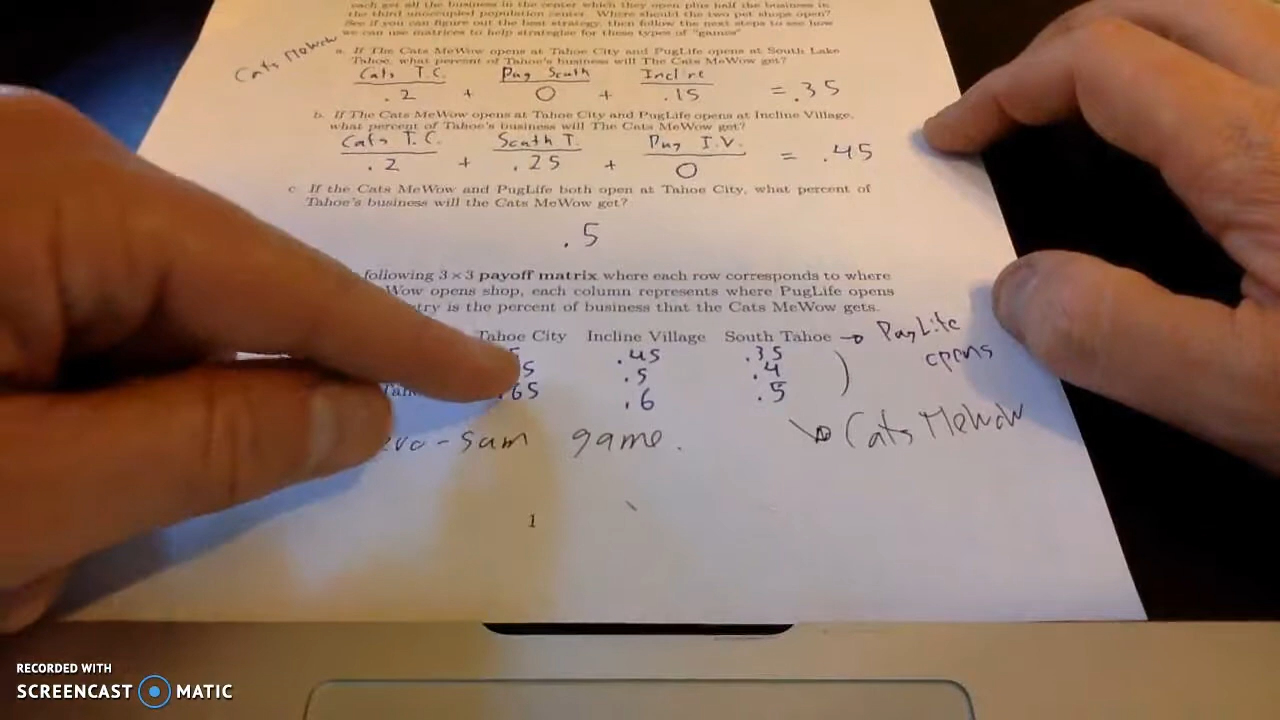 each get all the business in the center which they open plus half the business in
the third unoccupied population center. Where should the two pet shops open?
See if you can figure out the best strategy, then follow the next steps to see how
we can use matrices to help strategize for these types of "games"
Cats MeWow
a. If The Cats MeWow opens at Tahoe City and PugLife opens at South Lake
Tahoe, what percent of Tahoe's business will The Cats MeWow get?
Cats T.C. Pug South Incline
.2 + 0 + .15 = .35
b. If The Cats MeWow opens at Tahoe City and PugLife opens at Incline Village,
what percent of Tahoe's business will The Cats MeWow get?
Cats T.C. South T. Pug I.V.
.2 + .25 + 0 = .45
c If the Cats MeWow and PugLife both open at Tahoe City, what percent of
Tahoe's business will the Cats MeWow get?
.5
following 3 × 3 payoff matrix where each row corresponds to where
Wow opens shop, each column represents where PugLife opens
try is the percent of business that the Cats MeWow gets.
Tahoe City Incline Village South Tahoe → PugLife
opens
.45 .35
5 .5 .4
.65 .6 .5
sum game.
→ Cats MeWow
1
RECORDED WITH
SCREENCAST MATIC